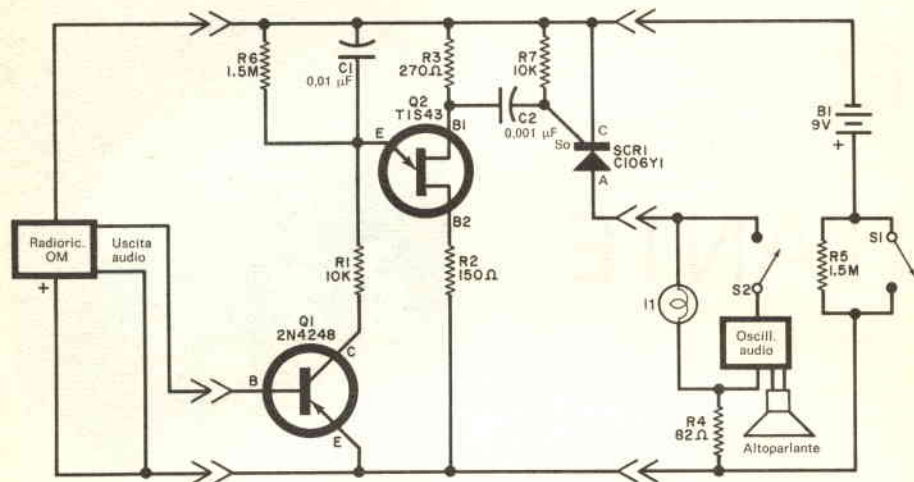 R6
1.5M
C1
0,01 µF
R3
270Ω
R7
10K
Q2
TIS43
B1
E
C2
0,001 µF
C
So
SCR1
C106Y1
A
B1
9V
+
B2
Radioric.
OM
+
Uscita
audio
R1
10K
R2
150Ω
R5
1.5M
S1
S2
I1
Oscill.
audio
Q1
2N4248
C
B
E
R4
82Ω
Altoparlante